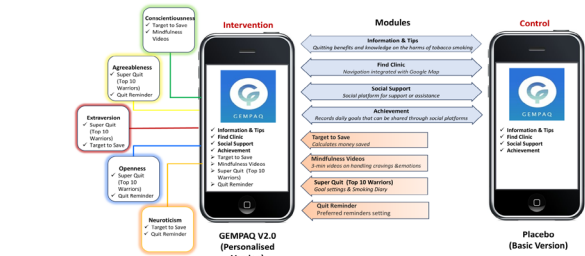 Conscientiousness
✓ Target to Save
✓ Mindfulness
Videos
Agreeableness
✓ Super Quit
(Top 10
Warriors)
✓ Quit Reminder
Extraversion
✓ Super Quit
(Top 10
Warriors)
✓ Target to Save
Openness
✓ Super Quit
(Top 10
Warriors)
✓ Quit Reminder
Neuroticism
✓ Target to Save
✓ Quit Reminder
Intervention
GEMPAQ
✓ Information & Tips
✓ Find Clinic
✓ Social Support
✓ Achievement
✓ Target to Save
✓ Mindfulness Videos
✓ Super Quit (Top 10
Warriors)
✓ Quit Reminder
GEMPAQ V2.0
(Personalised
Modules
Information & Tips
Quitting benefits and knowledge on the harms of tobacco smoking
Find Clinic
Navigation integrated with Google Map
Social Support
Social platform for support or assistance
Achievement
Records daily goals that can be shared through social platforms
Target to Save
Calculates money saved
Mindfulness Videos
3-min videos on handling cravings &emotions
Super Quit (Top 10 Warriors)
Goal settings & Smoking Diary
Quit Reminder
Preferred reminders setting
Control
GEMPAQ
✓ Information & Tips
✓ Find Clinic
✓ Social Support
✓ Achievement
Placebo
(Basic Version)